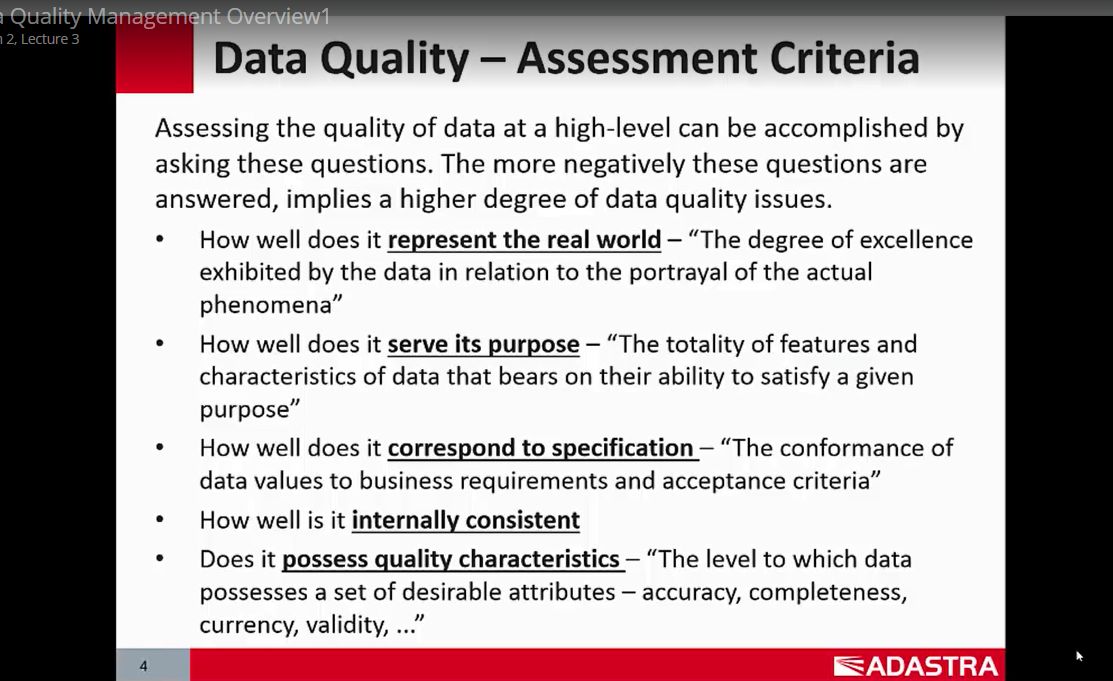 a Quality Management Overview1
n 2, Lecture 3
Data Quality – Assessment Criteria
Assessing the quality of data at a high-level can be accomplished by
asking these questions. The more negatively these questions are
answered, implies a higher degree of data quality issues.
• How well does it represent the real world – “The degree of excellence
exhibited by the data in relation to the portrayal of the actual
phenomena”
• How well does it serve its purpose – “The totality of features and
characteristics of data that bears on their ability to satisfy a given
purpose”
• How well does it correspond to specification – “The conformance of
data values to business requirements and acceptance criteria”
• How well is it internally consistent
• Does it possess quality characteristics – “The level to which data
possesses a set of desirable attributes – accuracy, completeness,
currency, validity, ...”
4
ADASTRA